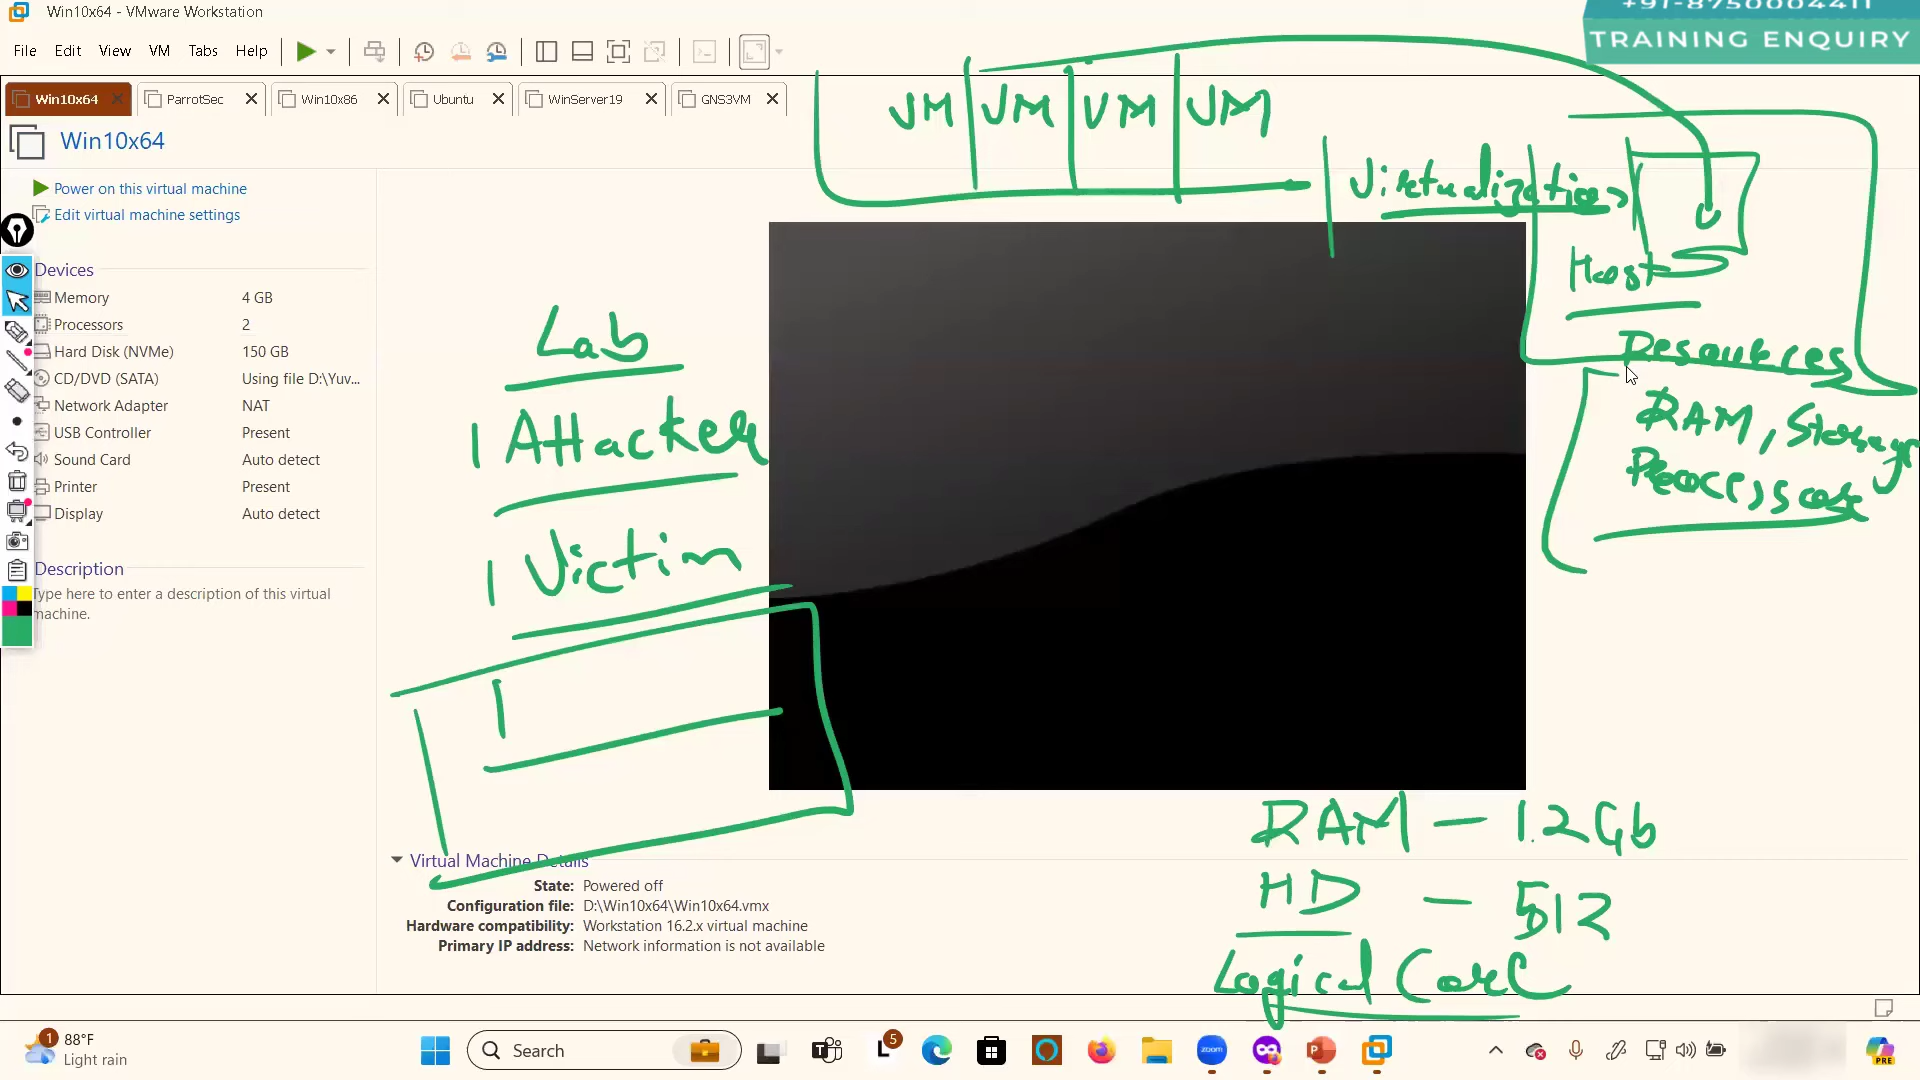 Win10x64 - VMware Workstation
+91-8750004411
TRAINING ENQUIRY
File Edit View VM Tabs Help
Win10x64 ParrotSec Win10x86 Ubuntu WinServer19 GNS3VM
VM VM VM VM
Win10x64
Virtualization
Power on this virtual machine
Edit virtual machine settings
Host
Devices
Memory 4 GB
Processors 2
Hard Disk (NVMe) 150 GB
CD/DVD (SATA) Using file D:\Yuv...
Network Adapter NAT
USB Controller Present
Sound Card Auto detect
Printer Present
Display Auto detect
Lab
1 Attacker
1 Victim
1
Resources
RAM, Storage
Processor
Description
Type here to enter a description of this virtual
machine.
RAM - 12Gb
HD - 512
Logical Core
Virtual Machine Details
State: Powered off
Configuration file: D:\Win10x64\Win10x64.vmx
Hardware compatibility: Workstation 16.2.x virtual machine
Primary IP address: Network information is not available
1
88°F
Light rain
Search
L 5
zoom
PRE